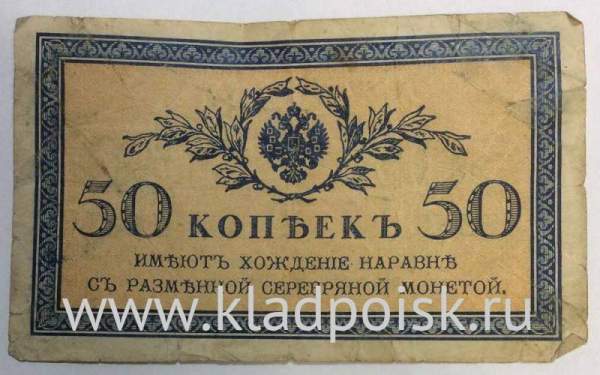 50 КОПѢЕКЪ 50
ИМѢЮТЪ ХОЖДЕНІЕ НАРАВНѢ
СЪ РАЗМѢННОЙ СЕРЕБРЯНОЙ МОНЕТОЙ.
www.kladpoisk.ru